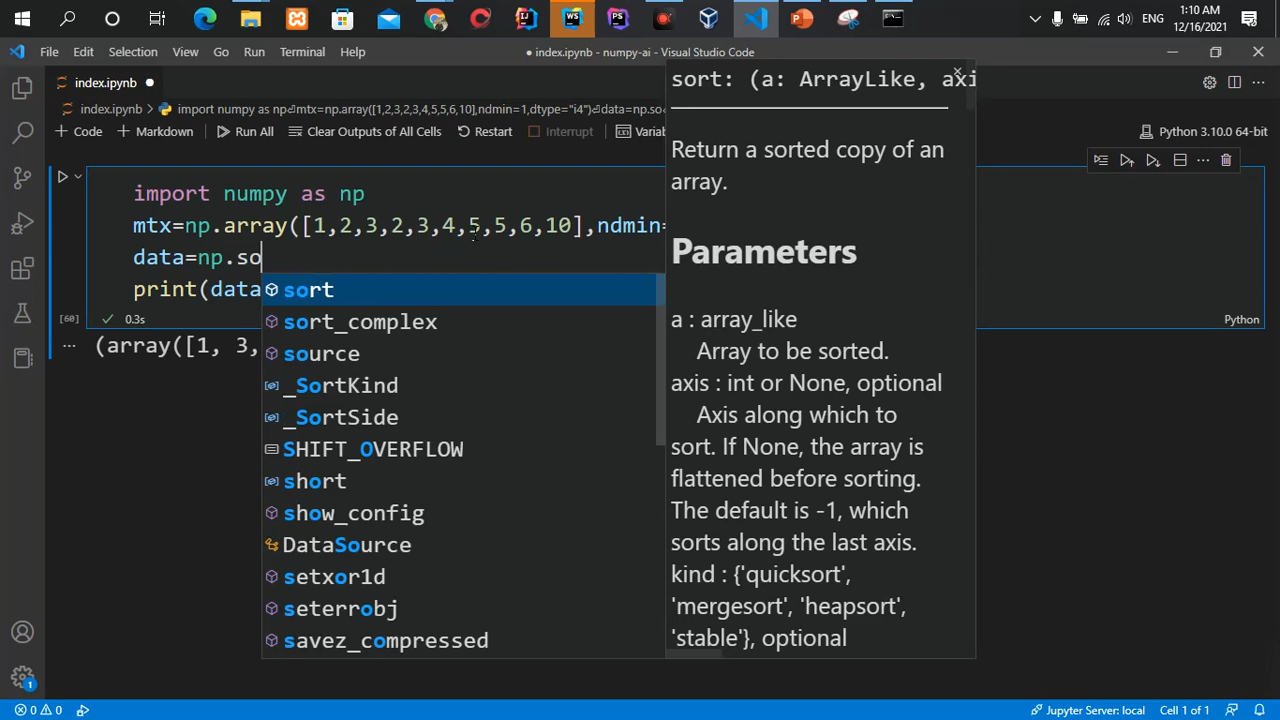 ENG
1:10 AM
12/16/2021
File Edit Selection View Go Run Terminal Help
● index.ipynb - numpy-ai - Visual Studio Code
index.ipynb ●
index.ipynb > import numpy as np⏎mtx=np.array([1,2,3,2,3,4,5,5,6,10],ndmin=1,dtype="i4")⏎data=np.so
+ Code + Markdown Run All Clear Outputs of All Cells Restart Interrupt Variab
Python 3.10.0 64-bit
import numpy as np
mtx=np.array([1,2,3,2,3,4,5,5,6,10],ndmin=
data=np.so
print(data
[60]
0.3s
Python
... (array([1, 3,
sort
sort_complex
source
_SortKind
_SortSide
SHIFT_OVERFLOW
short
show_config
DataSource
setxor1d
seterrobj
savez_compressed
sort: (a: ArrayLike, axi
Return a sorted copy of an
array.
Parameters
a : array_like
Array to be sorted.
axis : int or None, optional
Axis along which to
sort. If None, the array is
flattened before sorting.
The default is -1, which
sorts along the last axis.
kind : {'quicksort',
'mergesort', 'heapsort',
'stable'}, optional
1
0 0
Jupyter Server: local Cell 1 of 1